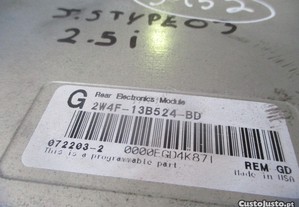 J. STYPE 03
2.5i
G Rear Electronics Module
2W4F-13B524-BD
072203-2 0000EGD4K871 REM GD
This is a programmable part Made in USA
CustoJusto.pt